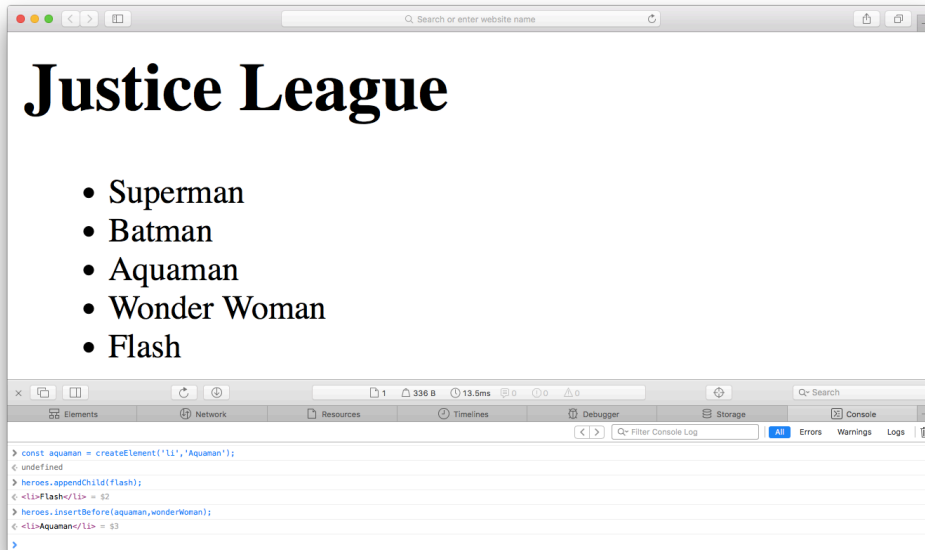 Search or enter website name
Justice League
• Superman
• Batman
• Aquaman
• Wonder Woman
• Flash
1 336 B 13.5ms 0 0 0 Search
Elements Network Resources Timelines Debugger Storage Console
Filter Console Log All Errors Warnings Logs
> const aquaman = createElement('li','Aquaman');
< undefined
> heroes.appendChild(flash);
< <li>Flash</li> = $2
> heroes.insertBefore(aquaman,wonderWoman);
< <li>Aquaman</li> = $3
>